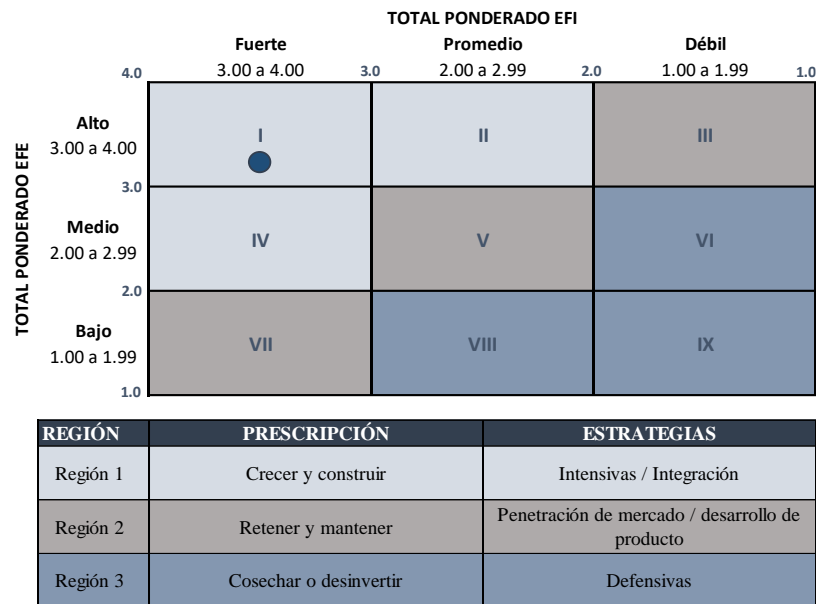 TOTAL PONDERADO EFI
Fuerte Promedio Débil
4.0 3.00 a 4.00 3.0 2.00 a 2.99 2.0 1.00 a 1.99 1.0
TOTAL PONDERADO EFE
Alto
3.00 a 4.00
I II III
3.0
Medio
2.00 a 2.99
IV V VI
2.0
Bajo
1.00 a 1.99
VII VIII IX
1.0
REGIÓN PRESCRIPCIÓN ESTRATEGIAS
Región 1 Crecer y construir Intensivas / Integración
Región 2 Retener y mantener Penetración de mercado / desarrollo de
producto
Región 3 Cosechar o desinvertir Defensivas